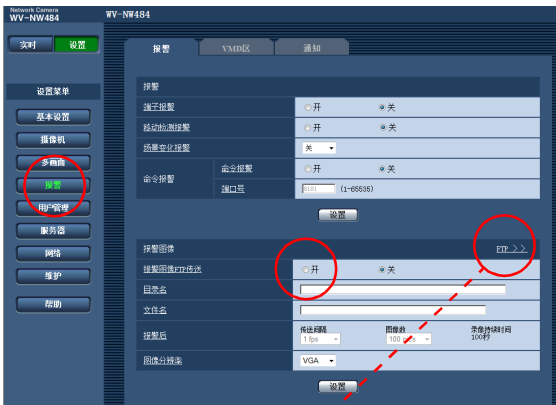 Network Camera
WV-NW484
WV-NW484
实时
设置
设置菜单
基本设置
摄像机
多画面
报警
用户管理
服务器
网络
维护
帮助
报警
VMD区
通知
报警
端子报警
开
关
移动检测报警
开
关
场景变化报警
关
命令报警
命令报警
开
关
端口号
8181
(1-65535)
设置
报警图像
FTP >>
报警图像FTP传送
开
关
目录名
文件名
报警后
传送间隔
1 fps
图像数
100 pics
录像持续时间
100秒
图像分辨率
VGA
设置